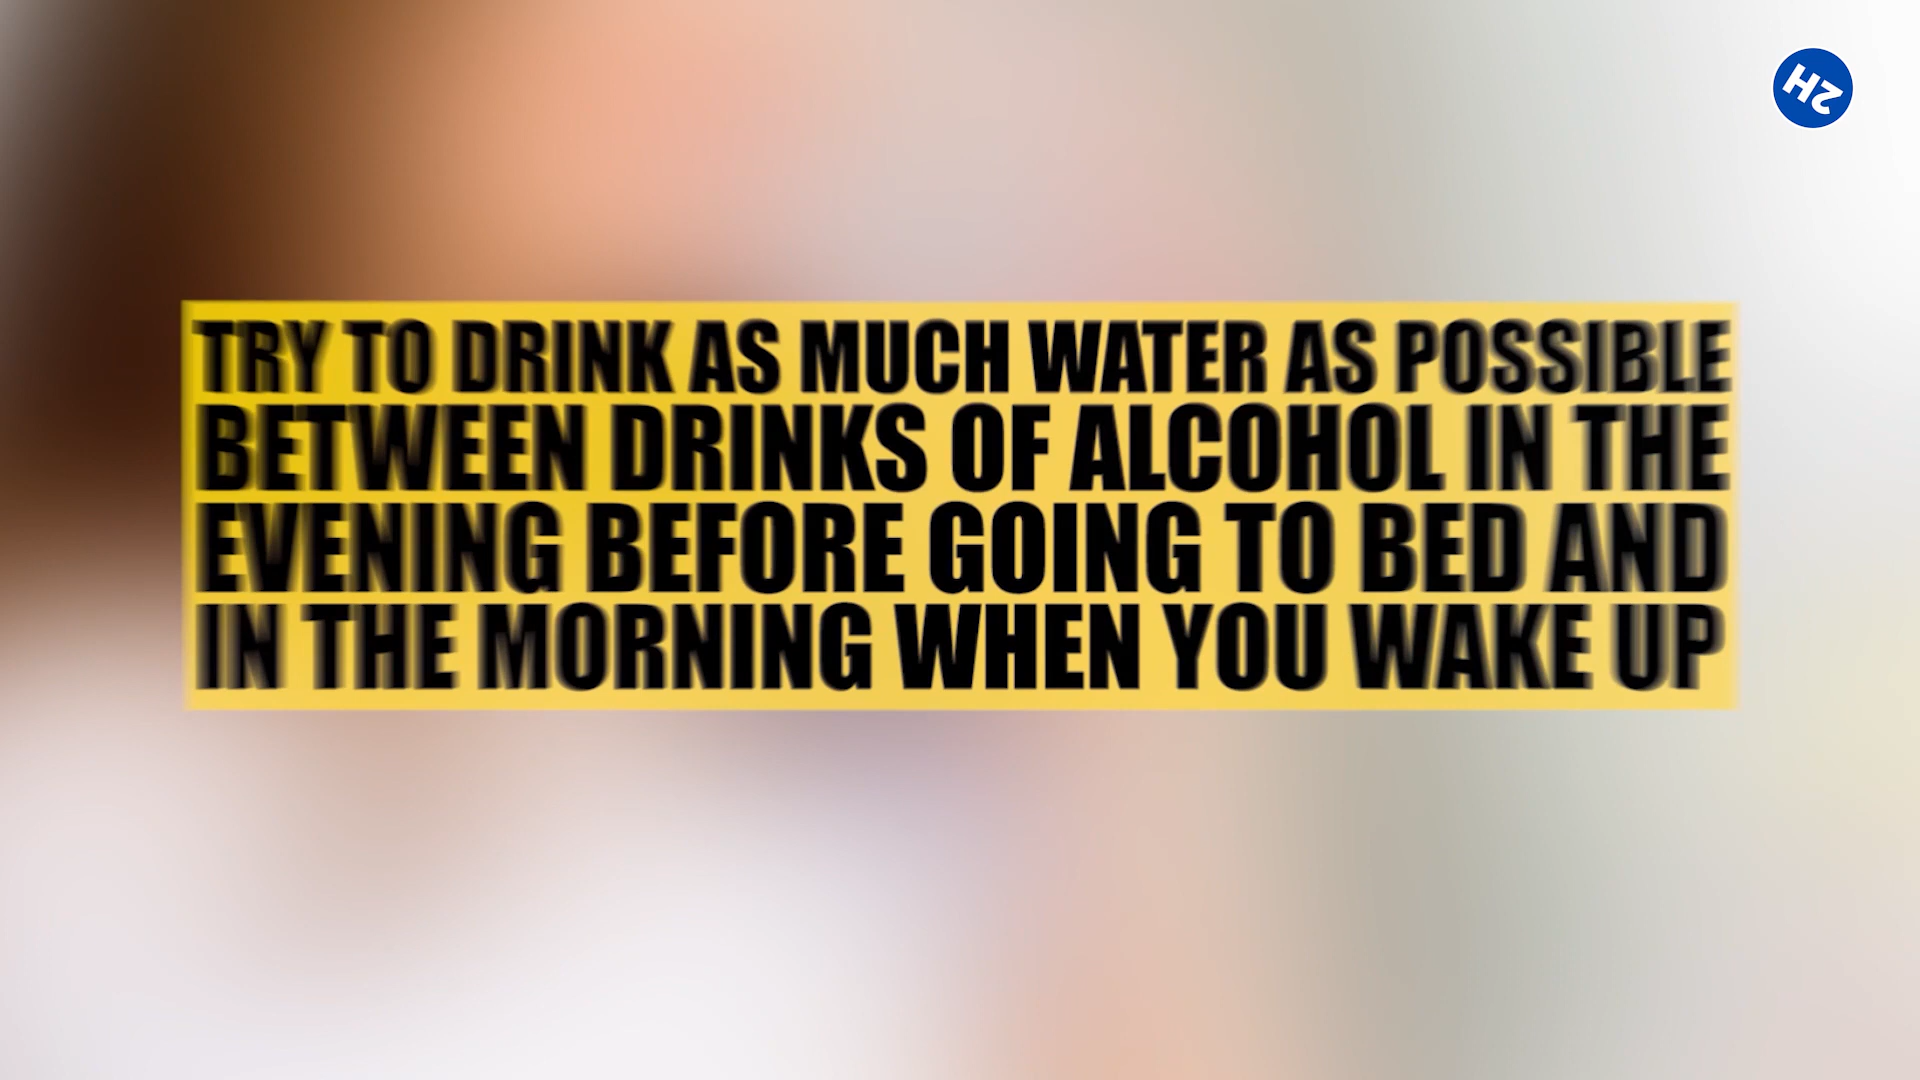 HZ
TRY TO DRINK AS MUCH WATER AS POSSIBLE
BETWEEN DRINKS OF ALCOHOL IN THE
EVENING BEFORE GOING TO BED AND
IN THE MORNING WHEN YOU WAKE UP